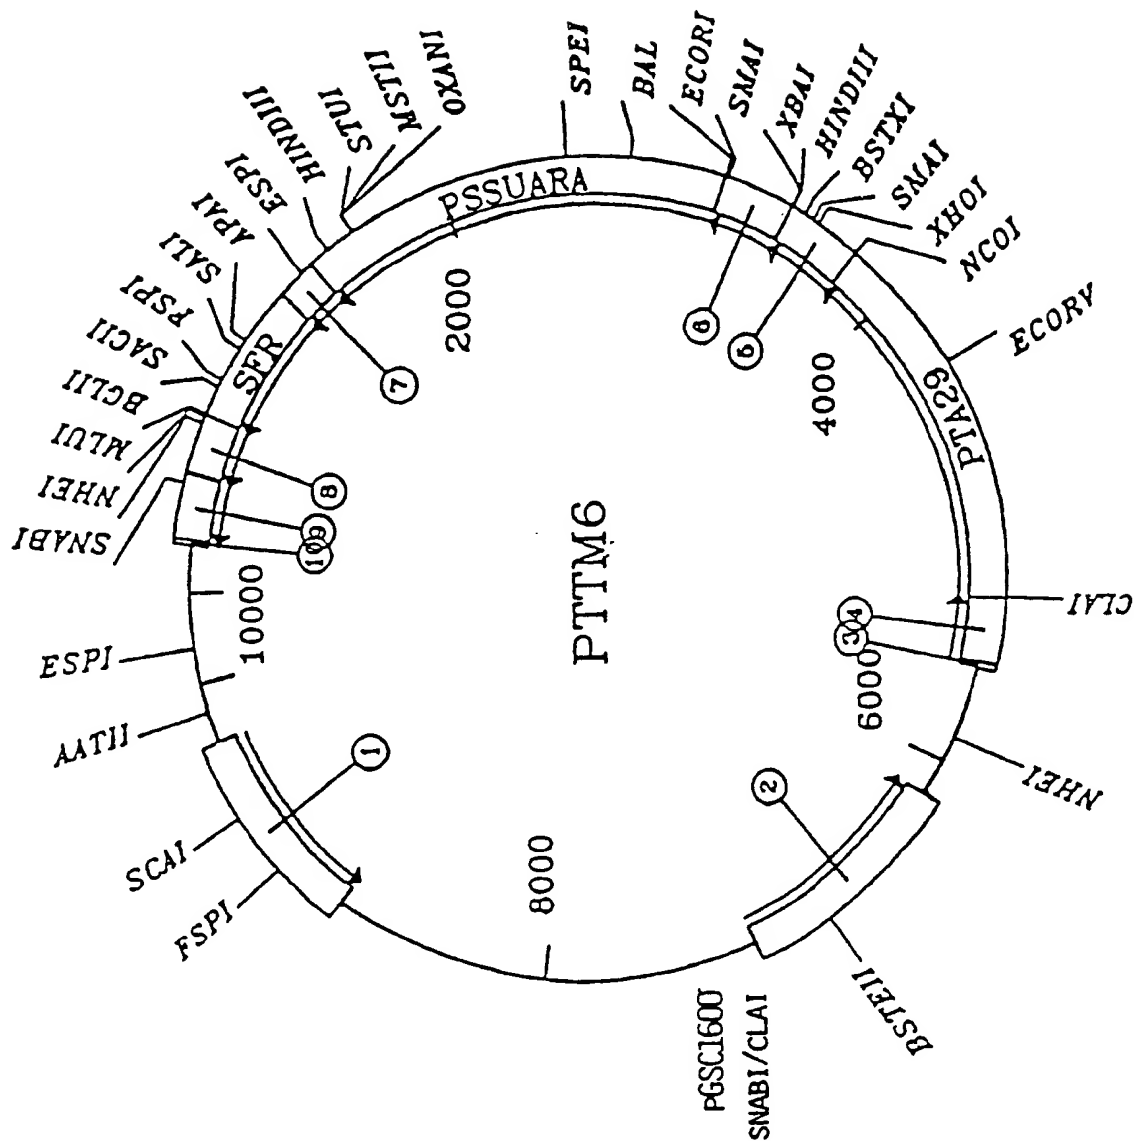 PTTM6
SNABI
NHEI
MLUI
BGLII
SACII
FSPI
SALI
APAI
ESPI
HINDIII
STUI
MSTII
OXANI
SPEI
BAL
ECORI
SMAI
XBAI
HINDIII
BSTXI
SMAI
XHOI
NCOI
ECORV
CLAI
NHEI
BSTEII
PGSC1600
SNABI/CLAI
FSPI
SCAI
AATII
ESPI
SFR
PSSUARA
PTA29
2000
4000
6000
8000
10000
1
2
3
4
5
6
7
8
9
10